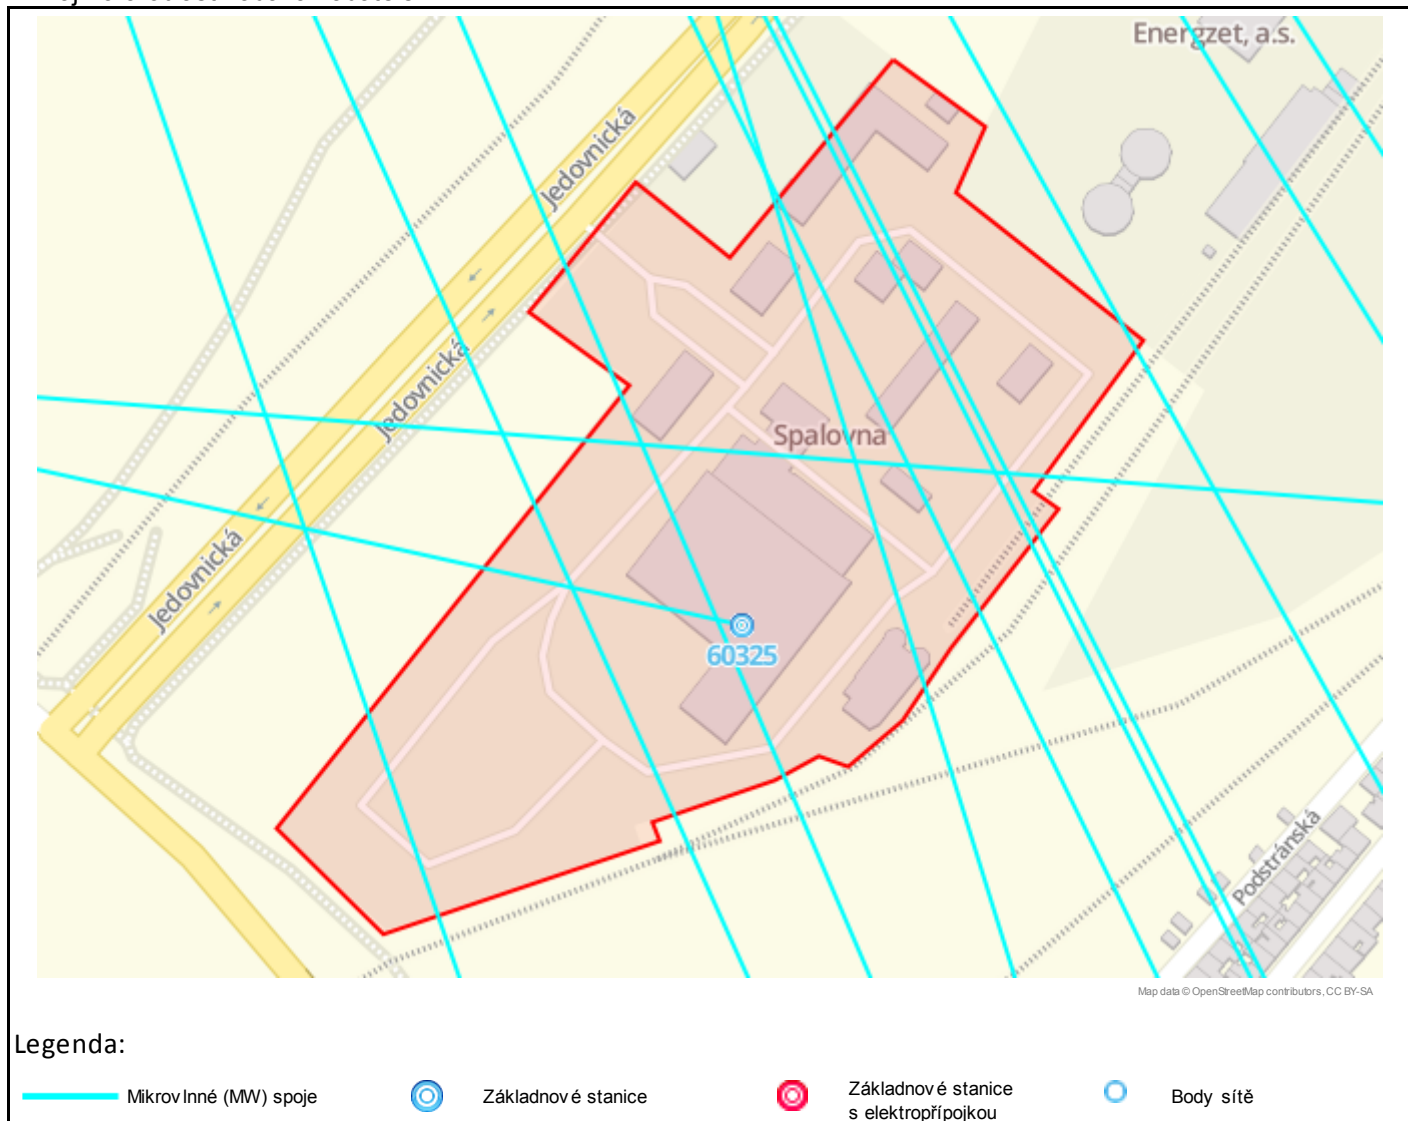 Energzet, a.s.
Jedovnická
Jedovnická
Spalovna
Jedovnická
60325
Podstránská
Map data © OpenStreetMap contributors, CC BY-SA
Legenda:
Mikrovlnné (MW) spoje
Základnové stanice
Základnové stanice
s elektropřípojkou
Body sítě